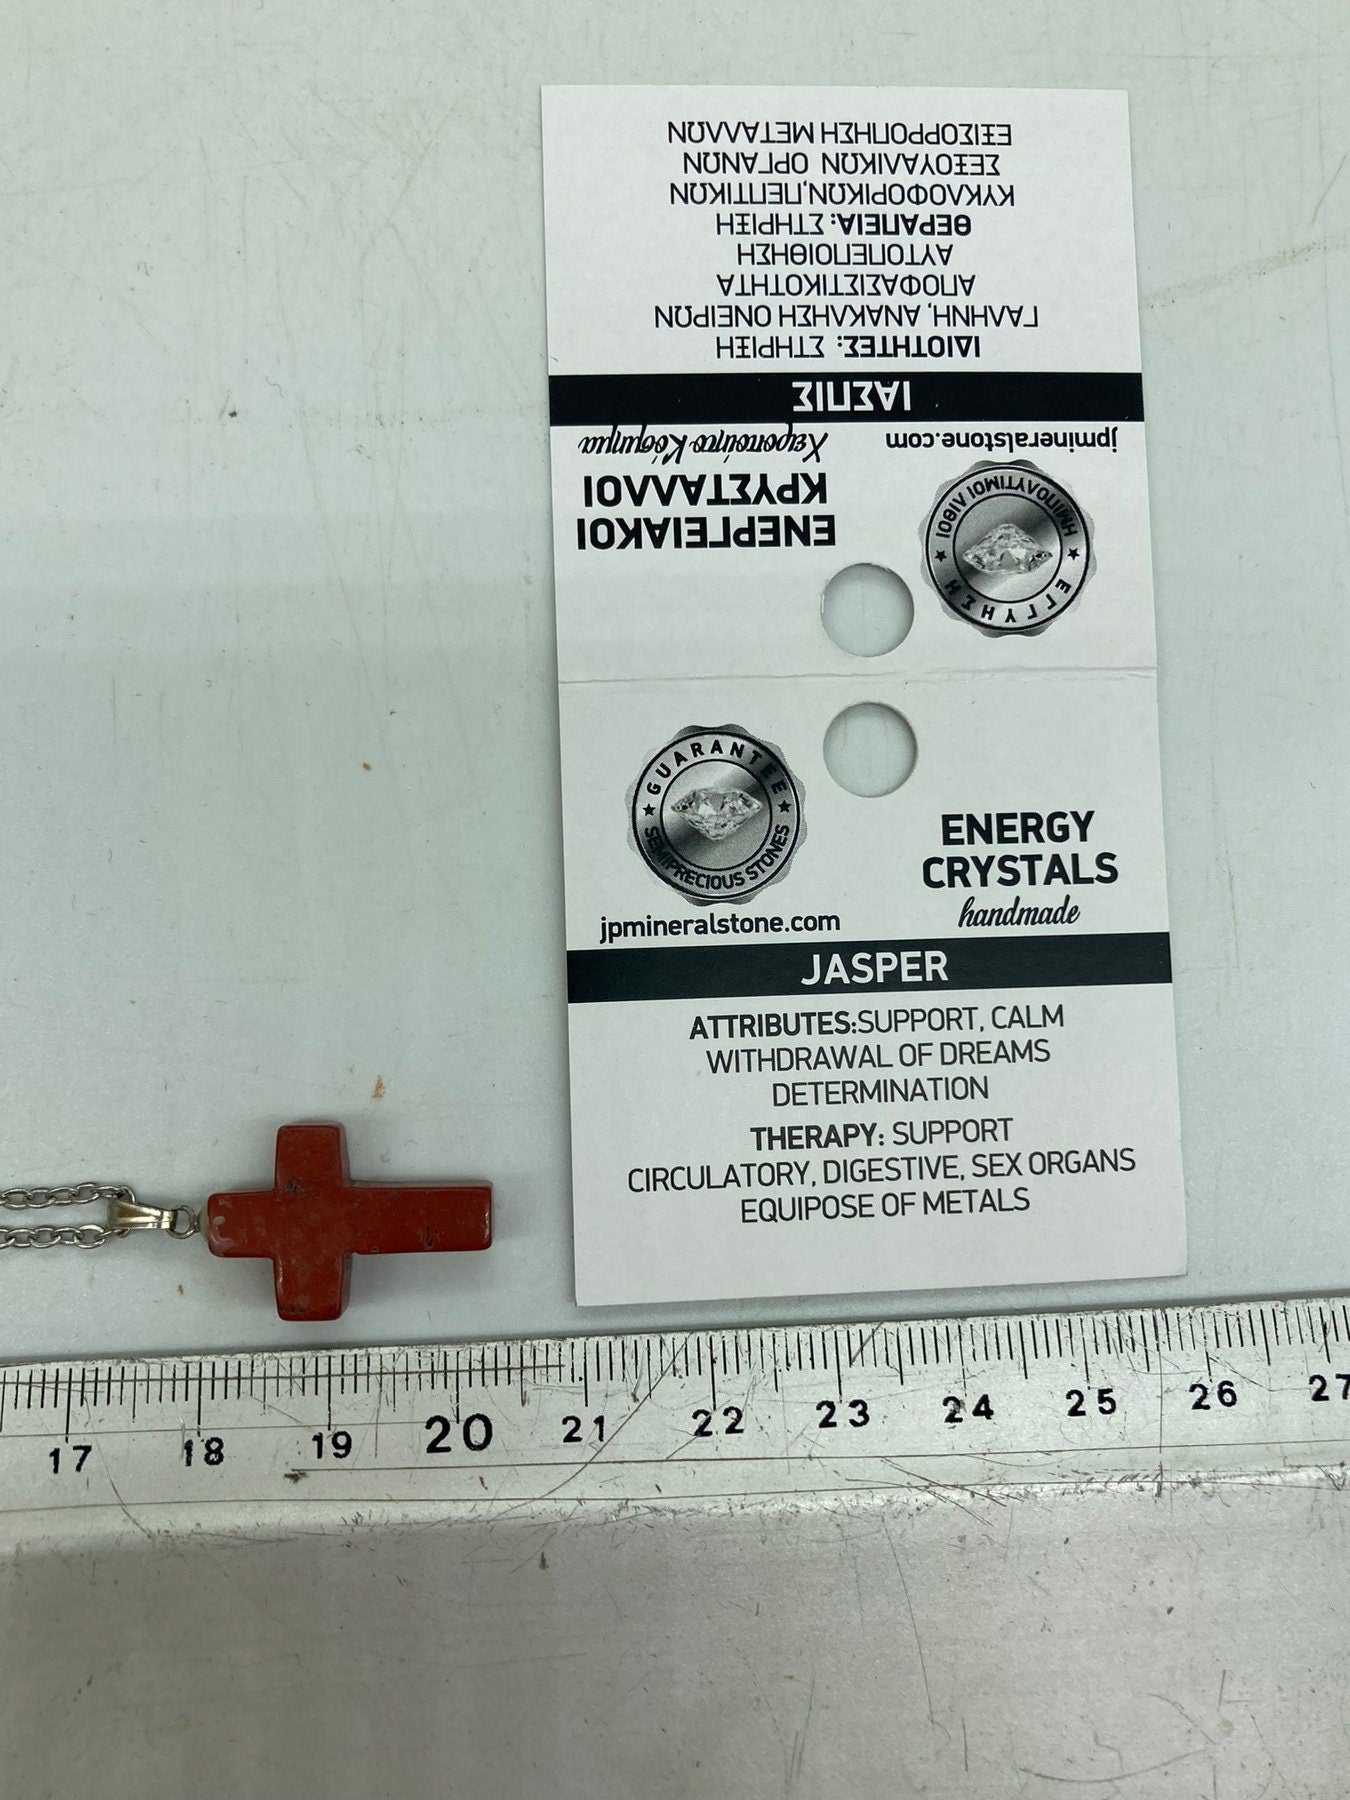 ΕΝΕΡΓΕΙΑΚΟΙ
ΚΡΥΣΤΑΛΛΟΙ
Χειροποίητο Κόσμημα
ΕΓΓΥΗΣΗ
ΗΜΙΠΟΛΥΤΙΜΟΙ ΛΙΘΟΙ
jpmineralstone.com
ΙΑΣΠΙΣ
ΙΔΙΟΤΗΤΕΣ: ΣΤΗΡΙΞΗ
ΓΑΛΗΝΗ, ΑΝΑΚΛΗΣΗ ΟΝΕΙΡΩΝ
ΑΠΟΦΑΣΙΣΤΙΚΟΤΗΤΑ
ΑΥΤΟΠΕΠΟΙΘΗΣΗ
ΘΕΡΑΠΕΙΑ: ΣΤΗΡΙΞΗ
ΚΥΚΛΟΦΟΡΙΚΩΝ,ΠΕΠΤΙΚΩΝ
ΣΕΞΟΥΑΛΙΚΩΝ ΟΡΓΑΝΩΝ
ΕΞΙΣΟΡΡΟΠΗΣΗ ΜΕΤΑΛΛΩΝ
GUARANTEE
SEMIPRECIOUS STONES
jpmineralstone.com
ENERGY
CRYSTALS
handmade
JASPER
ATTRIBUTES:SUPPORT, CALM
WITHDRAWAL OF DREAMS
DETERMINATION
THERAPY: SUPPORT
CIRCULATORY, DIGESTIVE, SEX ORGANS
EQUIPOSE OF METALS
17 18 19 20 21 22 23 24 25 26 27